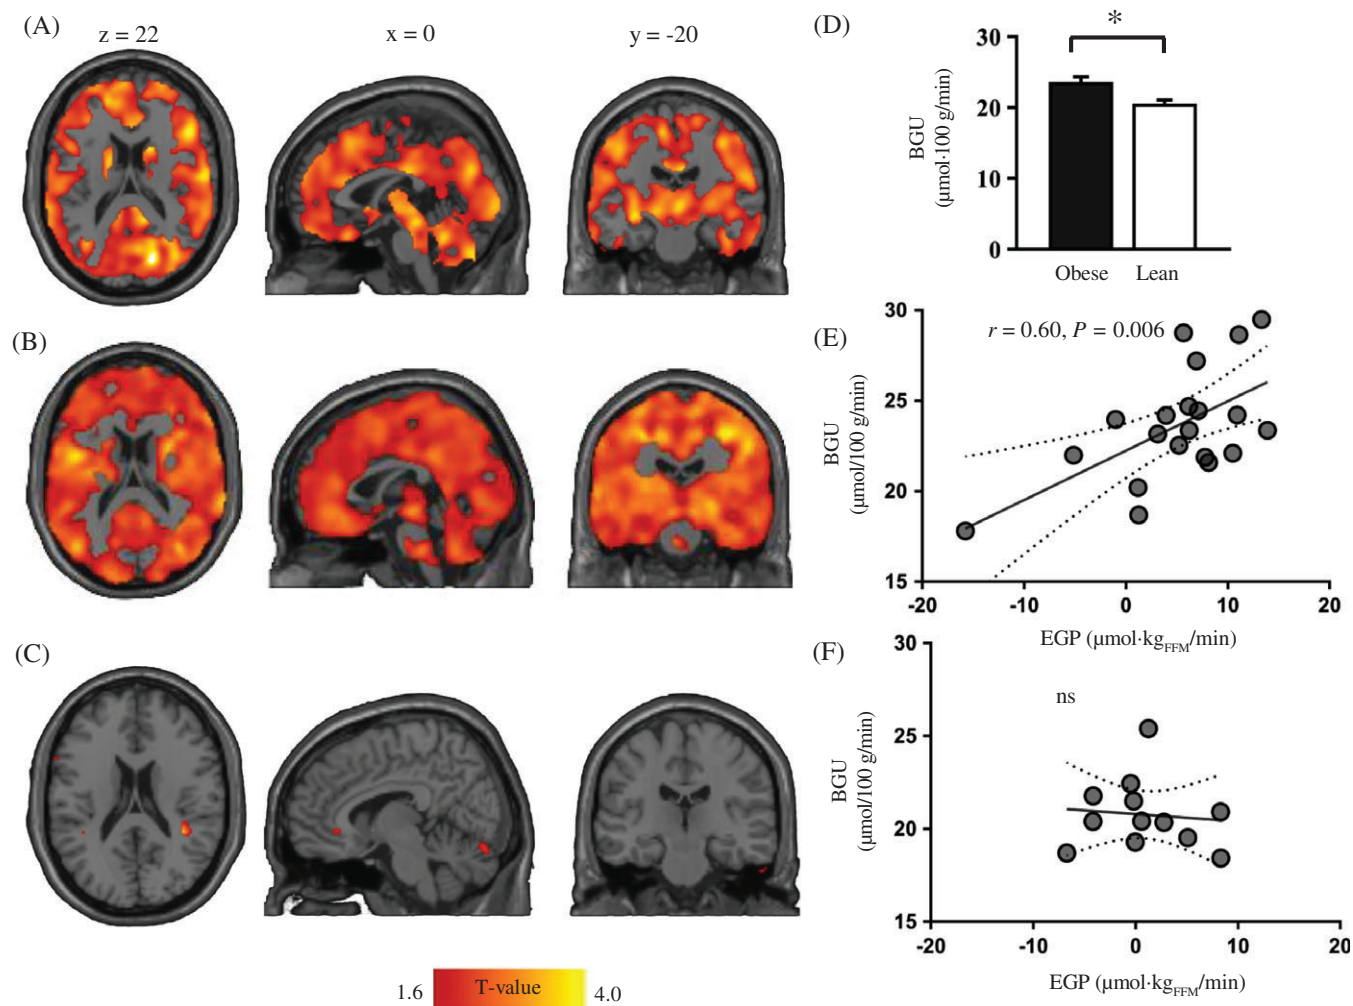 (A)
z = 22
x = 0
y = -20
(D)
*
BGU
(µmol·100 g/min)
30
20
10
0
Obese
Lean
(B)
(E)
r = 0.60, P = 0.006
BGU
(µmol/100 g/min)
30
25
20
15
-20
-10
0
10
20
EGP (µmol·kgFFM/min)
(C)
(F)
ns
BGU
(µmol/100 g/min)
30
25
20
15
-20
-10
0
10
20
EGP (µmol·kgFFM/min)
1.6
T-value
4.0